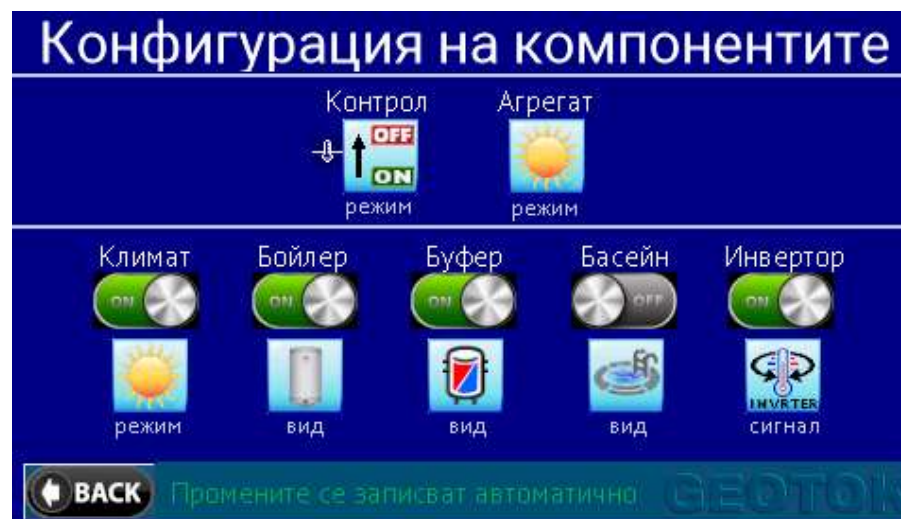 Конфигурация на компонентите
Контрол Агрегат
OFF
ON
режим режим
Климат Бойлер Буфер Басейн Инвертор
ON ON ON OFF ON
INVRTER
режим вид вид вид сигнал
BACK Промените се записват автоматично GEOTOK